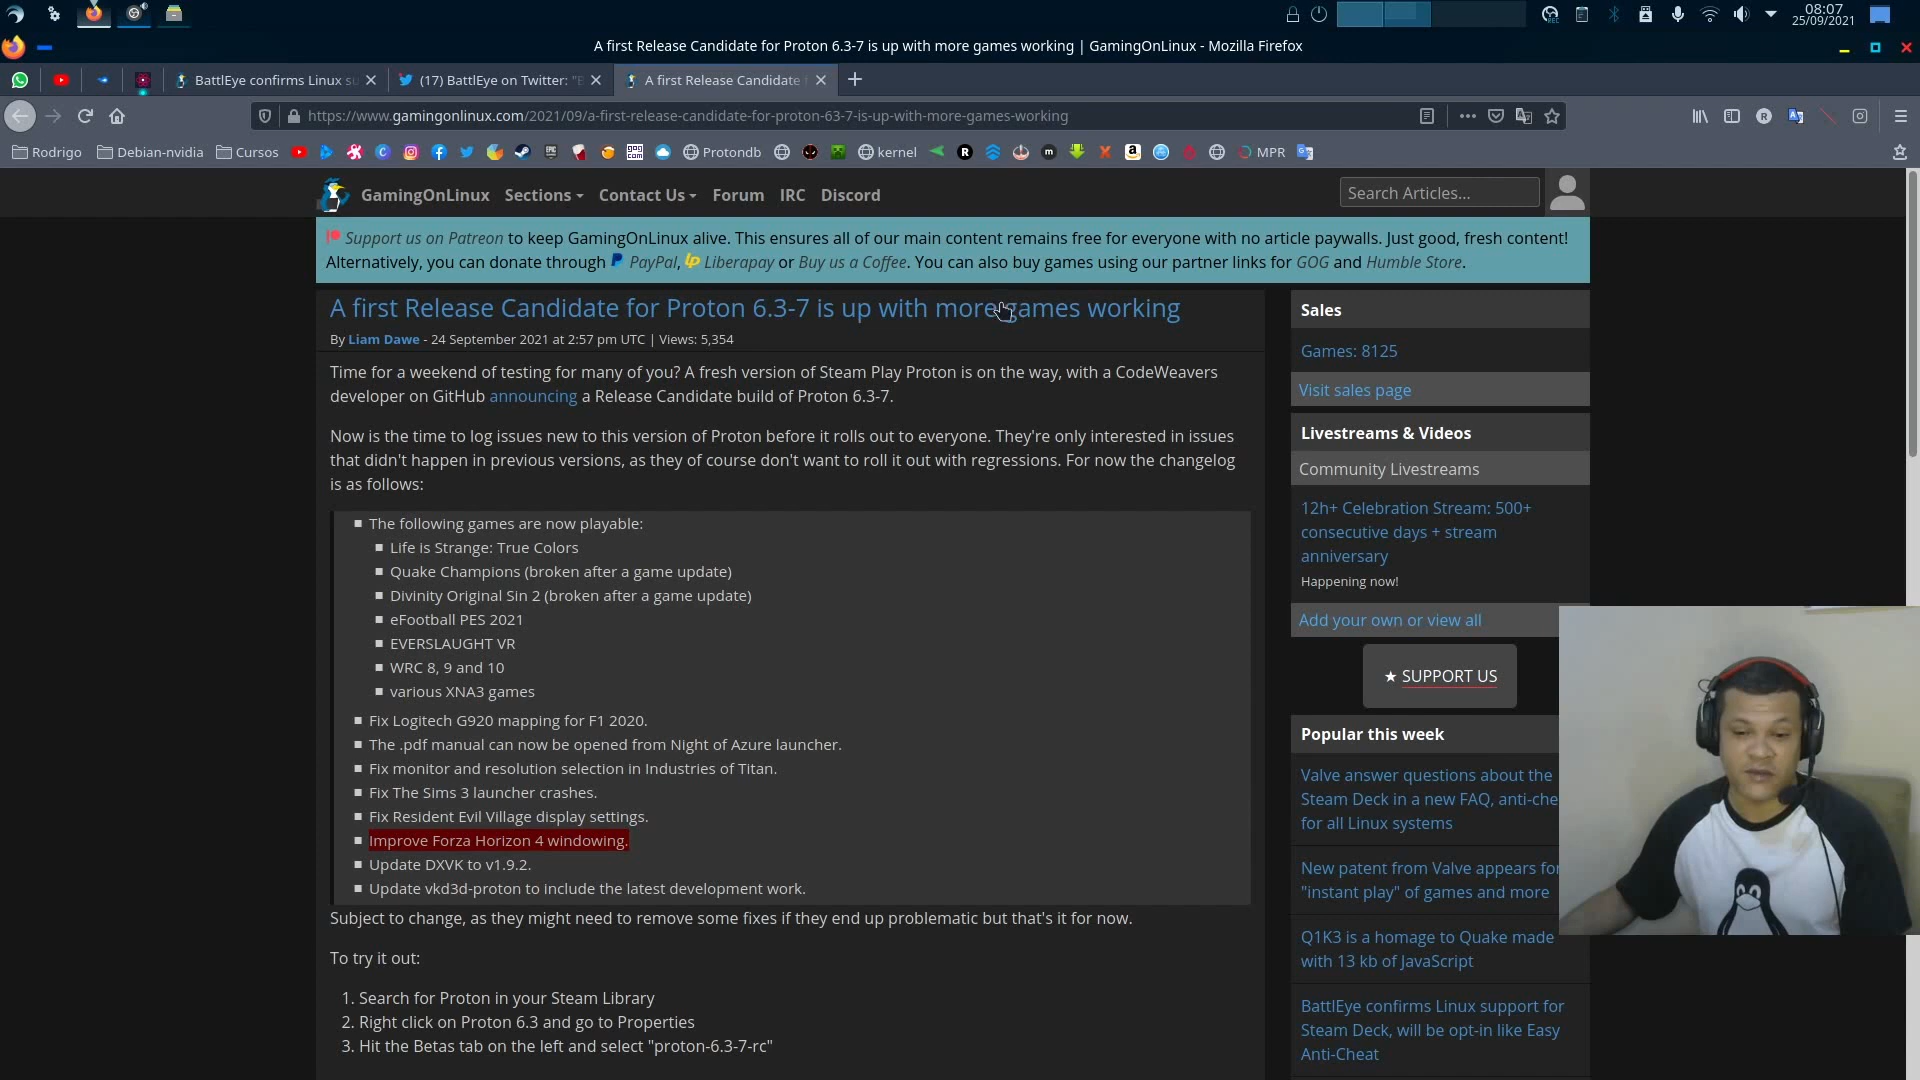 08:07
25/09/2021
A first Release Candidate for Proton 6.3-7 is up with more games working | GamingOnLinux - Mozilla Firefox
BattlEye confirms Linux su
(17) BattlEye on Twitter: "B
A first Release Candidate f
https://www.gamingonlinux.com/2021/09/a-first-release-candidate-for-proton-63-7-is-up-with-more-games-working
Rodrigo
Debian-nvidia
Cursos
Protondb
kernel
MPR
GamingOnLinux
Sections
Contact Us
Forum
IRC
Discord
Search Articles...
Support us on Patreon to keep GamingOnLinux alive. This ensures all of our main content remains free for everyone with no article paywalls. Just good, fresh content!
Alternatively, you can donate through PayPal, Liberapay or Buy us a Coffee. You can also buy games using our partner links for GOG and Humble Store.
A first Release Candidate for Proton 6.3-7 is up with more games working
By Liam Dawe - 24 September 2021 at 2:57 pm UTC | Views: 5,354
Time for a weekend of testing for many of you? A fresh version of Steam Play Proton is on the way, with a CodeWeavers
developer on GitHub announcing a Release Candidate build of Proton 6.3-7.
Now is the time to log issues new to this version of Proton before it rolls out to everyone. They're only interested in issues
that didn't happen in previous versions, as they of course don't want to roll it out with regressions. For now the changelog
is as follows:
The following games are now playable:
Life is Strange: True Colors
Quake Champions (broken after a game update)
Divinity Original Sin 2 (broken after a game update)
eFootball PES 2021
EVERSLAUGHT VR
WRC 8, 9 and 10
various XNA3 games
Fix Logitech G920 mapping for F1 2020.
The .pdf manual can now be opened from Night of Azure launcher.
Fix monitor and resolution selection in Industries of Titan.
Fix The Sims 3 launcher crashes.
Fix Resident Evil Village display settings.
Improve Forza Horizon 4 windowing.
Update DXVK to v1.9.2.
Update vkd3d-proton to include the latest development work.
Subject to change, as they might need to remove some fixes if they end up problematic but that's it for now.
To try it out:
1. Search for Proton in your Steam Library
2. Right click on Proton 6.3 and go to Properties
3. Hit the Betas tab on the left and select "proton-6.3-7-rc"
Sales
Games: 8125
Visit sales page
Livestreams & Videos
Community Livestreams
12h+ Celebration Stream: 500+
consecutive days + stream
anniversary
Happening now!
Add your own or view all
★ SUPPORT US
Popular this week
Valve answer questions about the
Steam Deck in a new FAQ, anti-che
for all Linux systems
New patent from Valve appears for
"instant play" of games and more
Q1K3 is a homage to Quake made
with 13 kb of JavaScript
BattlEye confirms Linux support for
Steam Deck, will be opt-in like Easy
Anti-Cheat